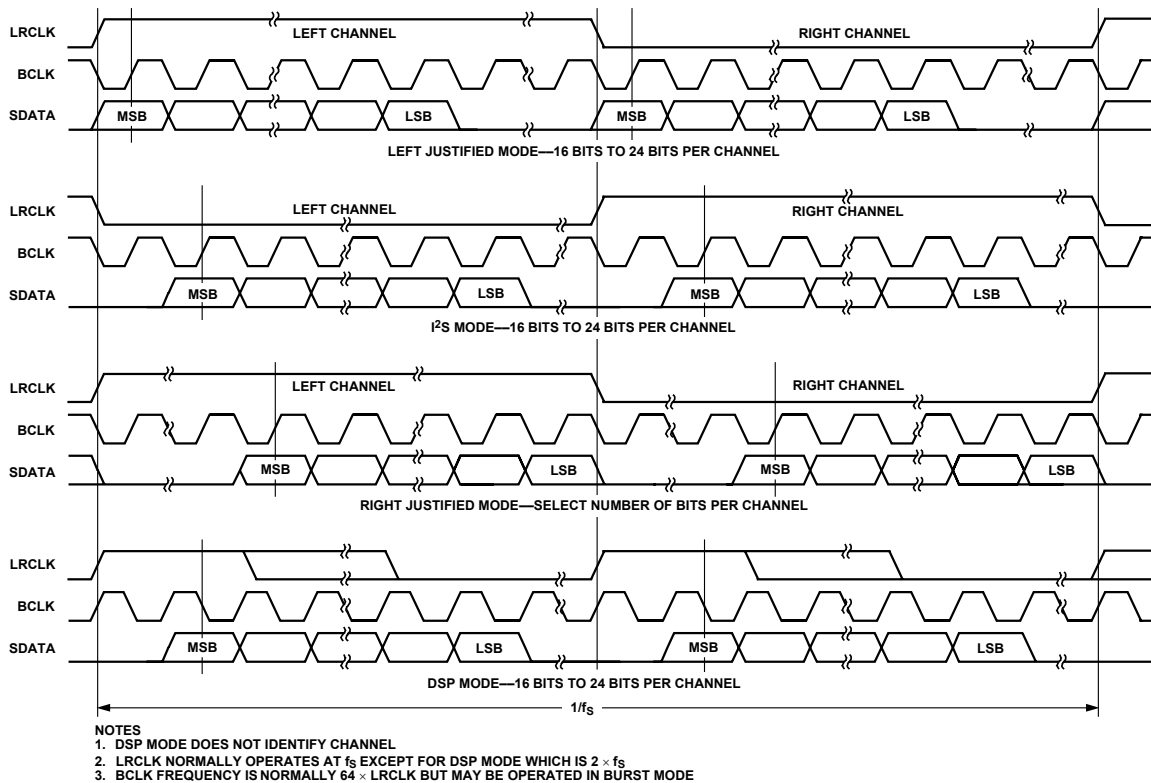 LRCLK LEFT CHANNEL RIGHT CHANNEL
BCLK
SDATA MSB LSB MSB LSB
LEFT JUSTIFIED MODE—16 BITS TO 24 BITS PER CHANNEL
LRCLK LEFT CHANNEL RIGHT CHANNEL
BCLK
SDATA MSB LSB MSB LSB
I²S MODE—16 BITS TO 24 BITS PER CHANNEL
LRCLK LEFT CHANNEL RIGHT CHANNEL
BCLK
SDATA MSB LSB MSB LSB
RIGHT JUSTIFIED MODE—SELECT NUMBER OF BITS PER CHANNEL
LRCLK
BCLK
SDATA MSB LSB MSB LSB
DSP MODE—16 BITS TO 24 BITS PER CHANNEL
1/fS
NOTES
1. DSP MODE DOES NOT IDENTIFY CHANNEL
2. LRCLK NORMALLY OPERATES AT fS EXCEPT FOR DSP MODE WHICH IS 2 × fS
3. BCLK FREQUENCY IS NORMALLY 64 × LRCLK BUT MAY BE OPERATED IN BURST MODE